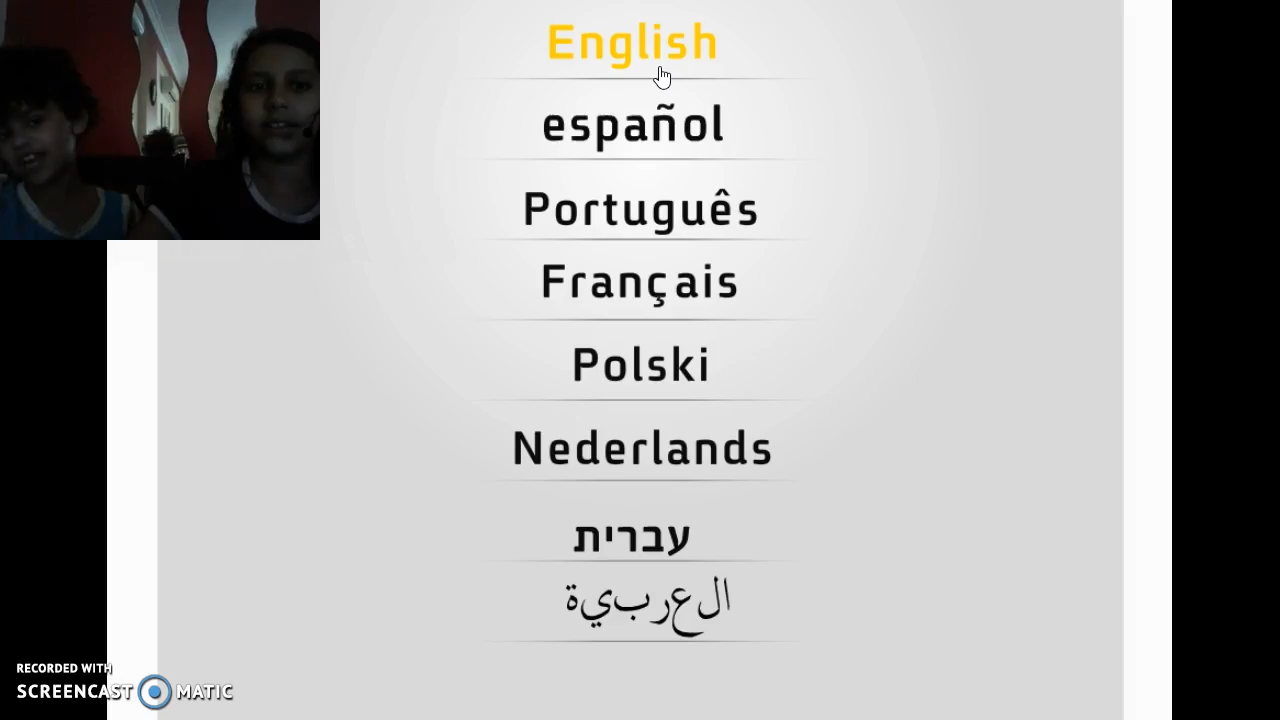 English
español
Português
Français
Polski
Nederlands
עברית
العربية
RECORDED WITH
SCREENCAST MATIC